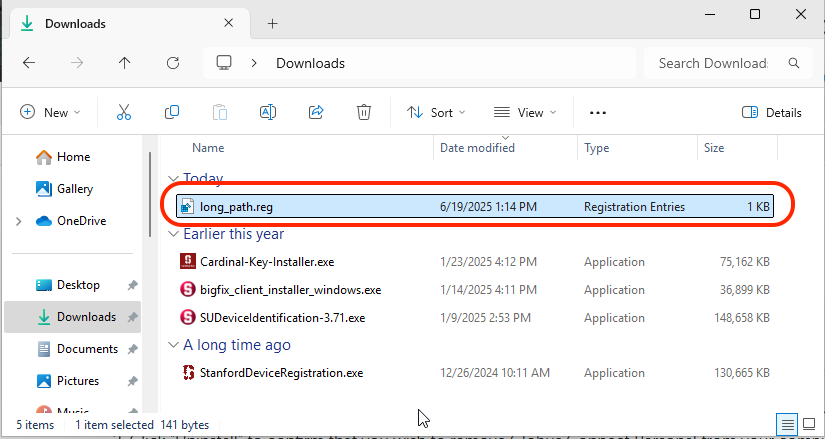 Downloads
Downloads
Search Downloads
New
Sort
View
Details
Name Date modified Type Size
Home
Gallery
OneDrive
Desktop
Downloads
Documents
Pictures
Music
Today
long_path.reg 6/19/2025 1:14 PM Registration Entries 1 KB
Earlier this year
Cardinal-Key-Installer.exe 1/23/2025 4:12 PM Application 75,162 KB
bigfix_client_installer_windows.exe 1/14/2025 4:11 PM Application 36,899 KB
SUDeviceIdentification-3.71.exe 1/9/2025 2:53 PM Application 148,658 KB
A long time ago
StanfordDeviceRegistration.exe 12/26/2024 4:10 PM Application 130,665 KB
5 items 1 item selected 141 bytes